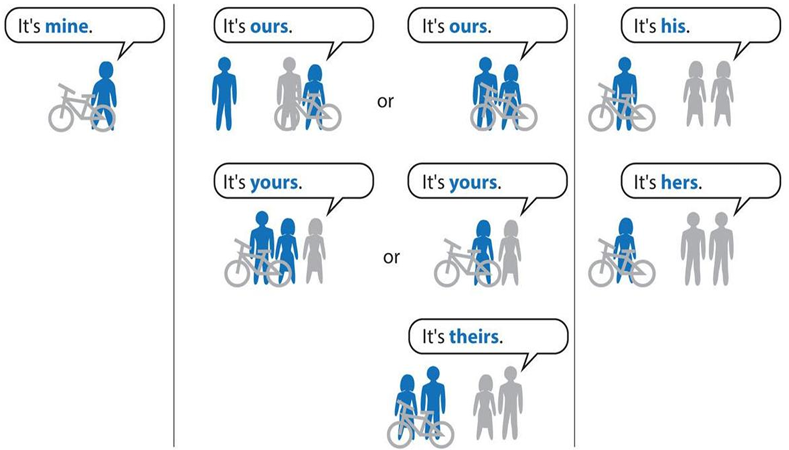 It's mine.
It's ours.
or
It's ours.
It's his.
It's yours.
or
It's yours.
It's hers.
It's theirs.